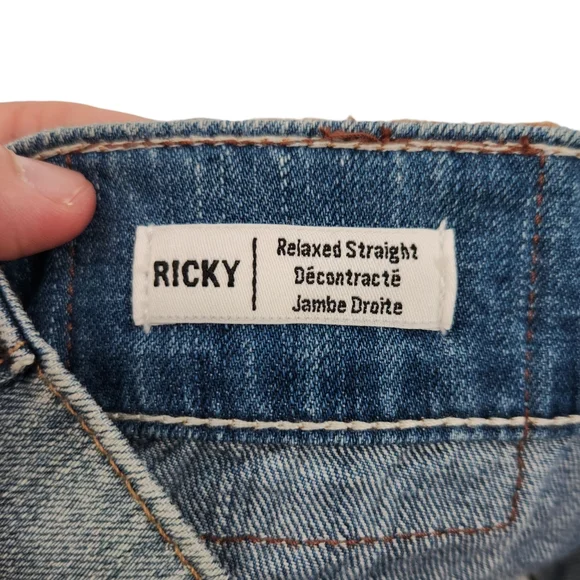 RICKY
Relaxed Straight
Décontracté
Jambe Droite